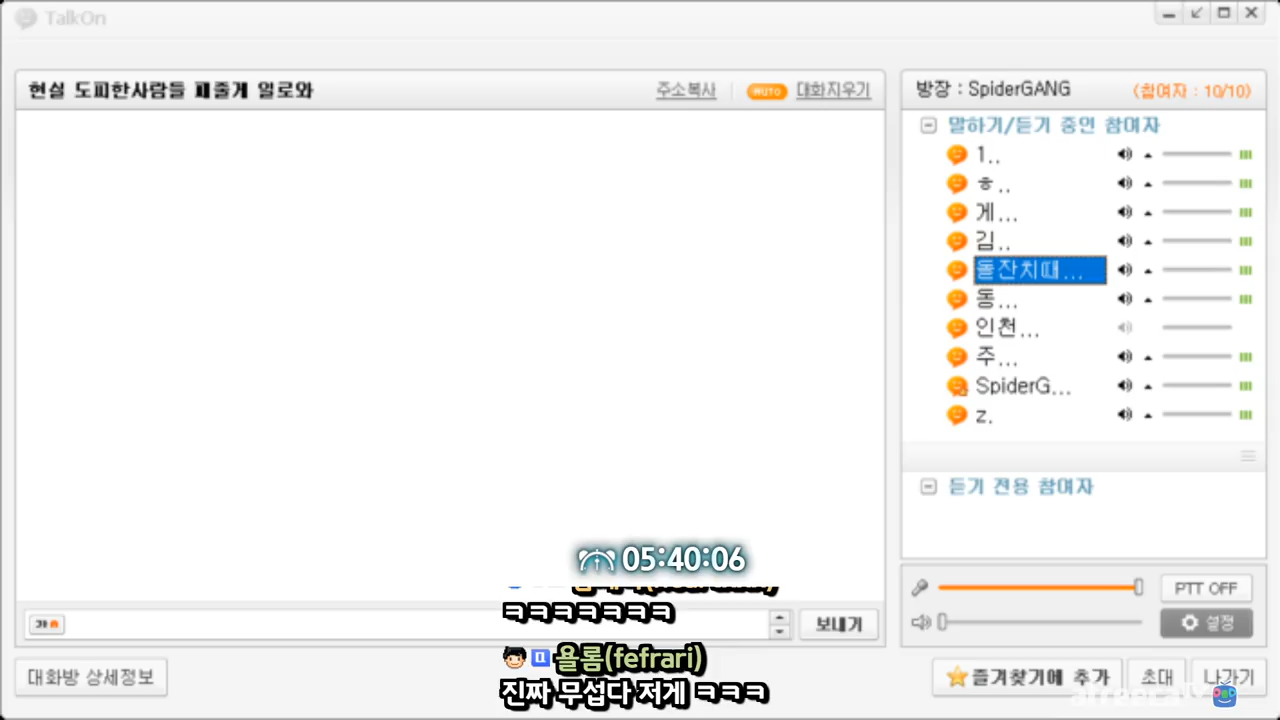 TalkOn
현실 도피한사람들 패줄게 일로와
주소복사
AUTO
대화지우기
방장 : SpiderGANG
(참여자 : 10/10)
말하기/듣기 중인 참여자
1..
ㅎ..
게...
김..
돌잔치때...
동...
인천...
주...
SpiderG...
z.
듣기 전용 참여자
05:40:06
ㅋㅋㅋㅋㅋㅋㅋ
욜롬(fefrari)
진짜 무섭다 저게 ㅋㅋㅋ
가
보내기
PTT OFF
설정
대화방 상세정보
즐겨찾기에 추가
초대
나가기
afreeca